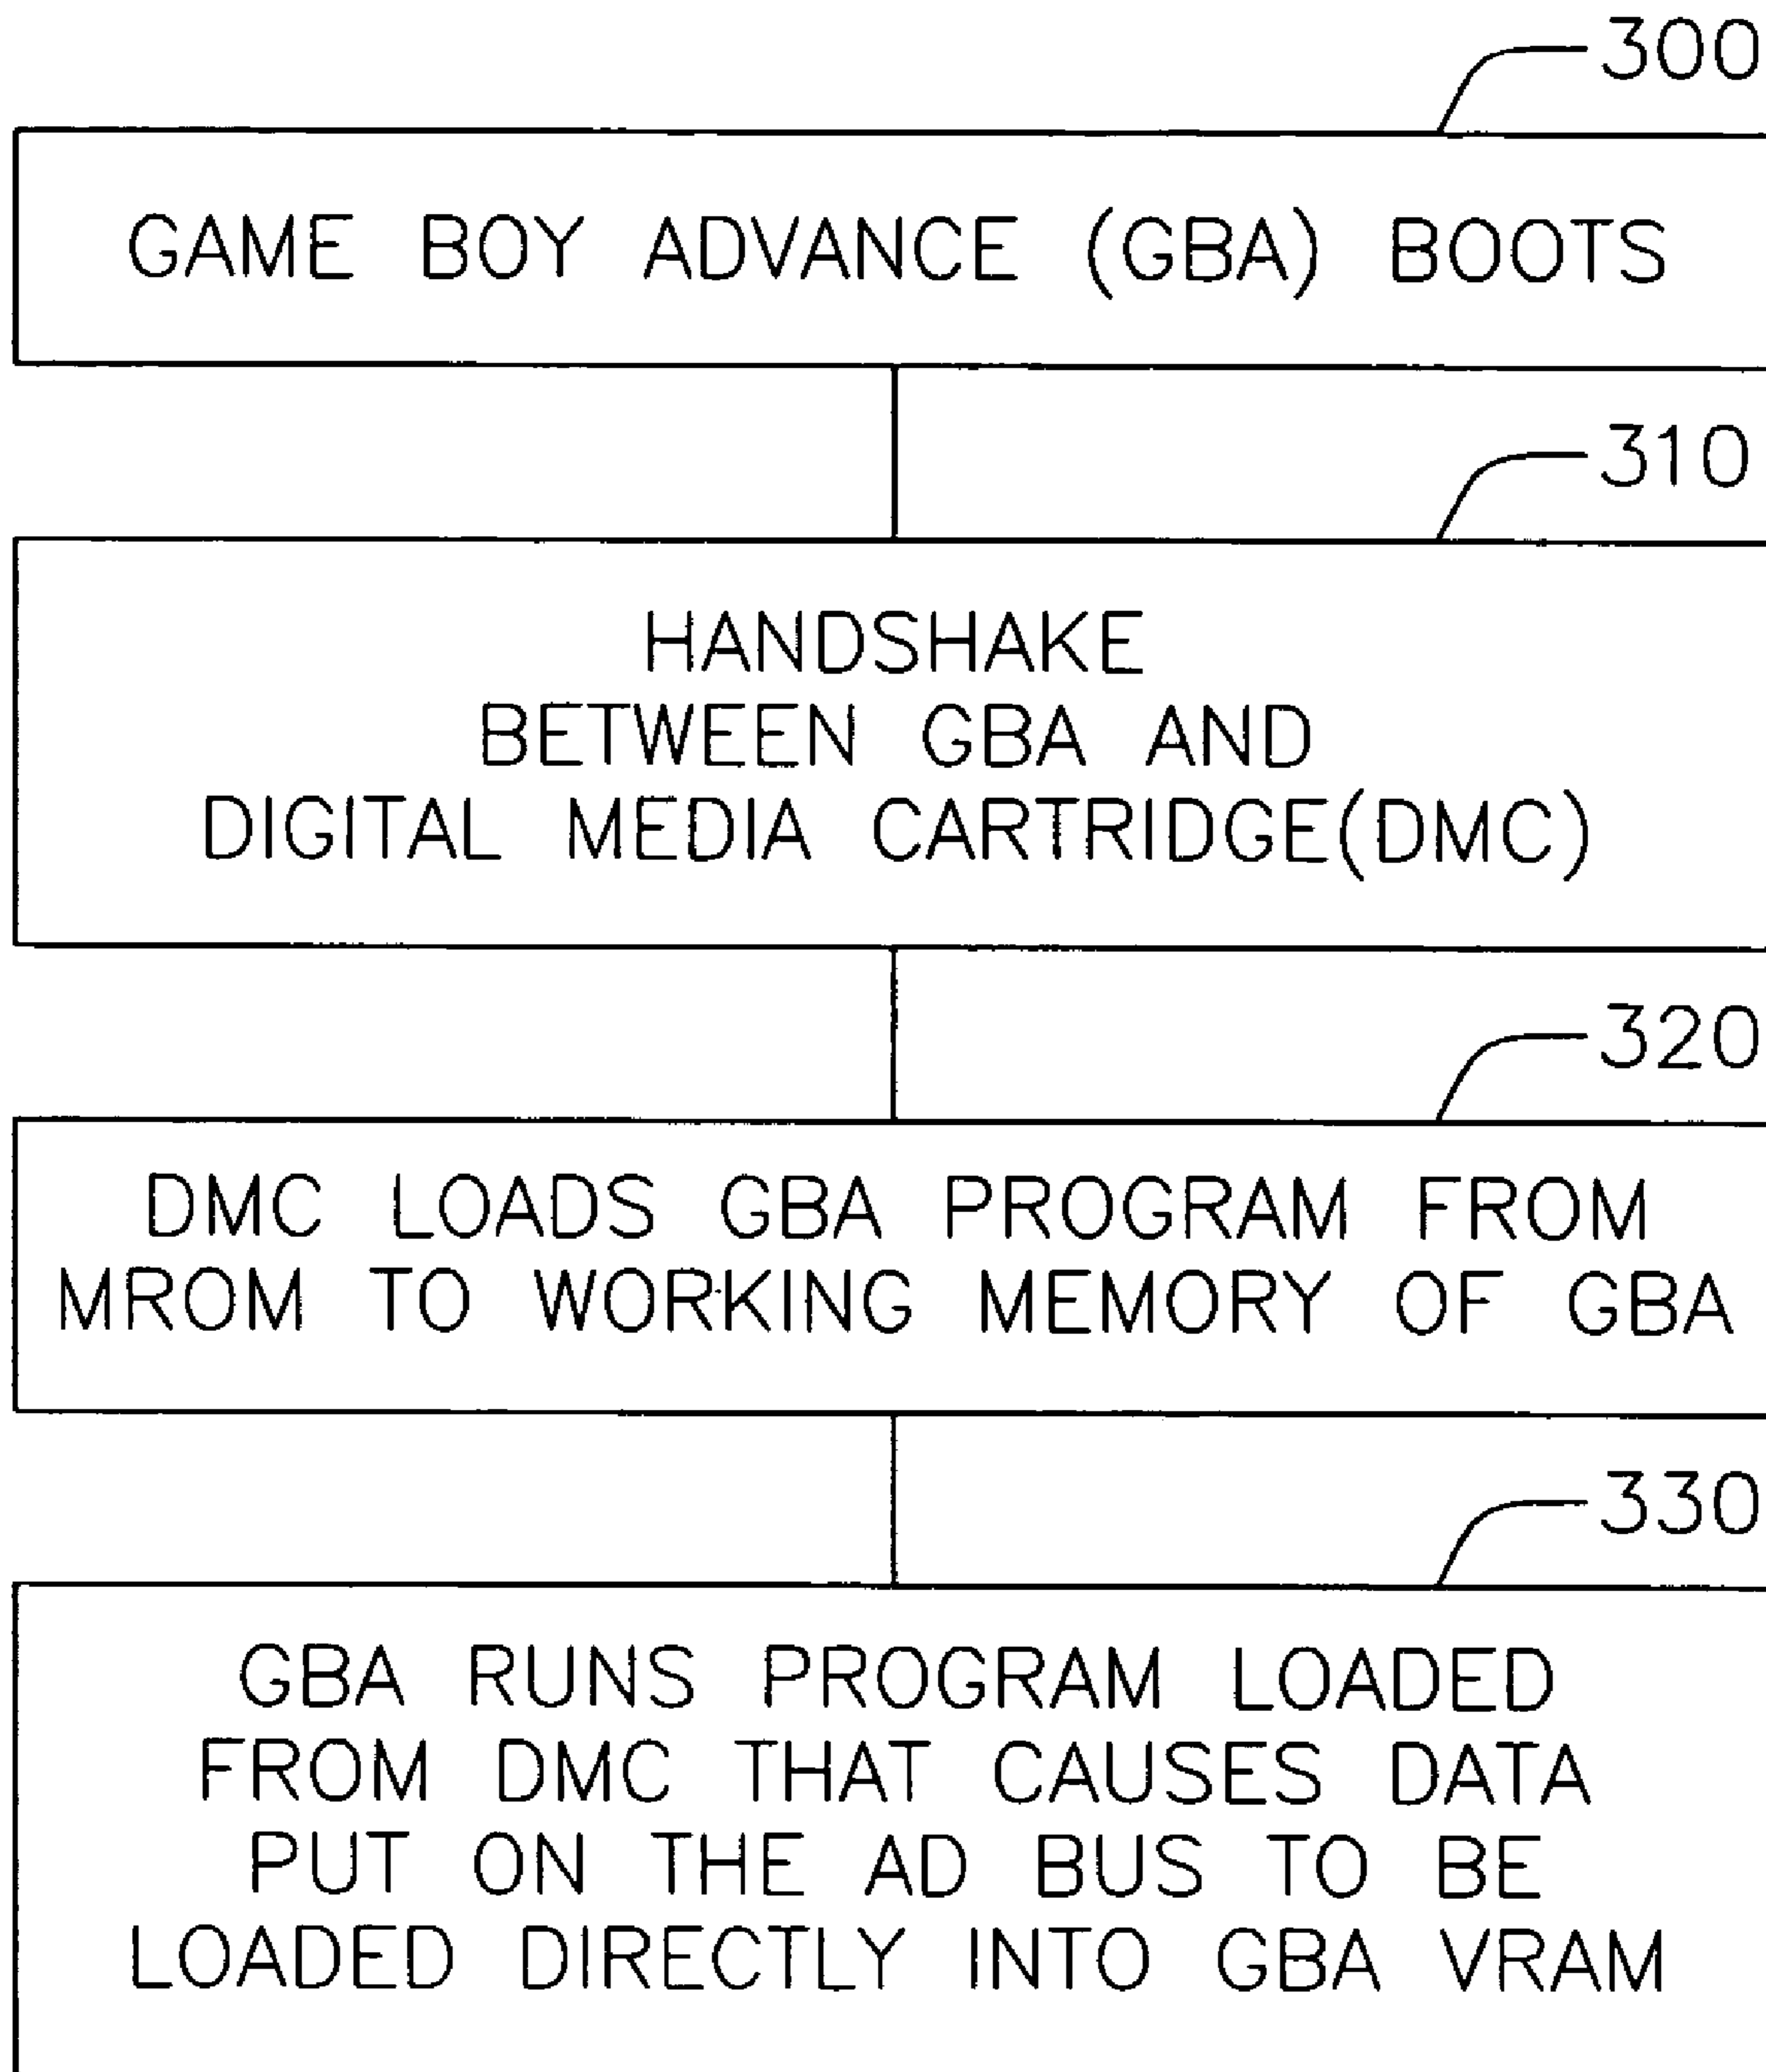 300
GAME BOY ADVANCE (GBA) BOOTS
310
HANDSHAKE
BETWEEN GBA AND
DIGITAL MEDIA CARTRIDGE(DMC)
320
DMC LOADS GBA PROGRAM FROM
MROM TO WORKING MEMORY OF GBA
330
GBA RUNS PROGRAM LOADED
FROM DMC THAT CAUSES DATA
PUT ON THE AD BUS TO BE
LOADED DIRECTLY INTO GBA VRAM